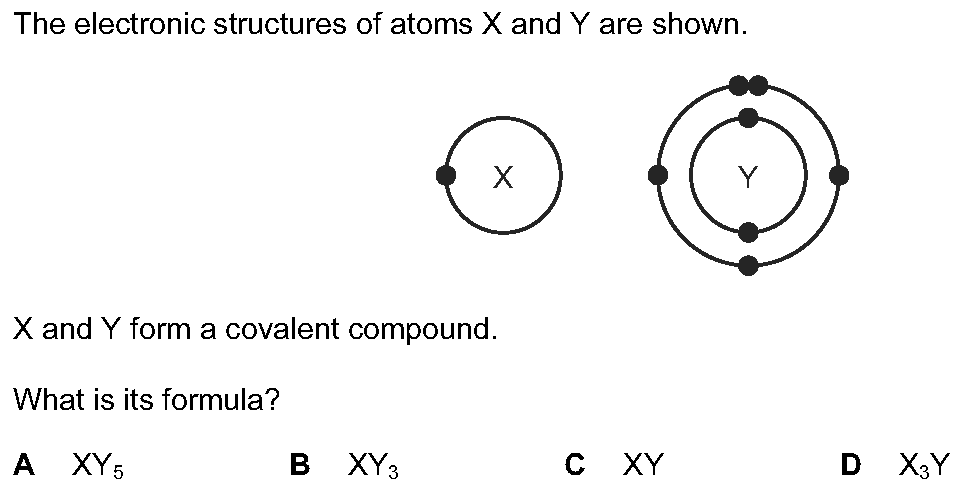 The electronic structures of atoms X and Y are shown.
X Y
X and Y form a covalent compound.
What is its formula?
A XY₅ B XY₃ C XY D X₃Y